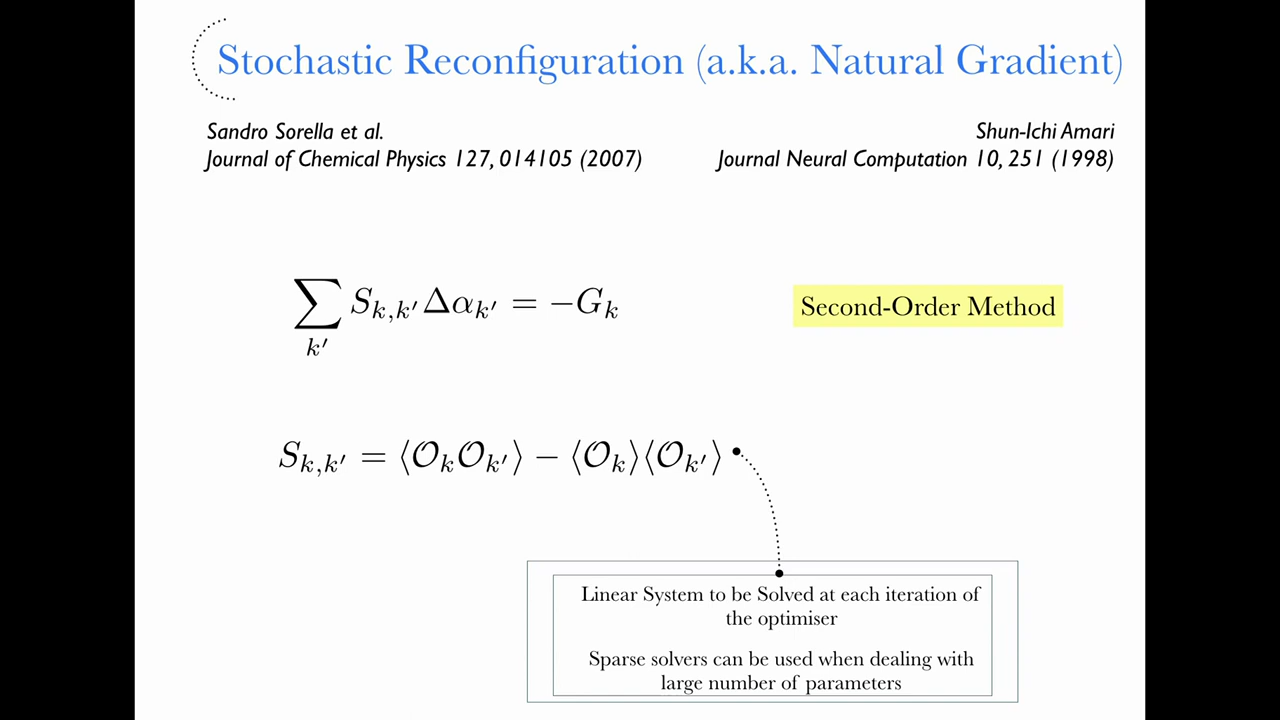 Stochastic Reconfiguration (a.k.a. Natural Gradient)
Sandro Sorella et al.
Journal of Chemical Physics 127, 014105 (2007)
Shun-Ichi Amari
Journal Neural Computation 10, 251 (1998)
∑_{k′} S_{k,k′} Δα_{k′} = −G_k
Second-Order Method
S_{k,k′} = ⟨𝒪_k 𝒪_{k′}⟩ − ⟨𝒪_k⟩⟨𝒪_{k′}⟩
Linear System to be Solved at each iteration of
the optimiser
Sparse solvers can be used when dealing with
large number of parameters